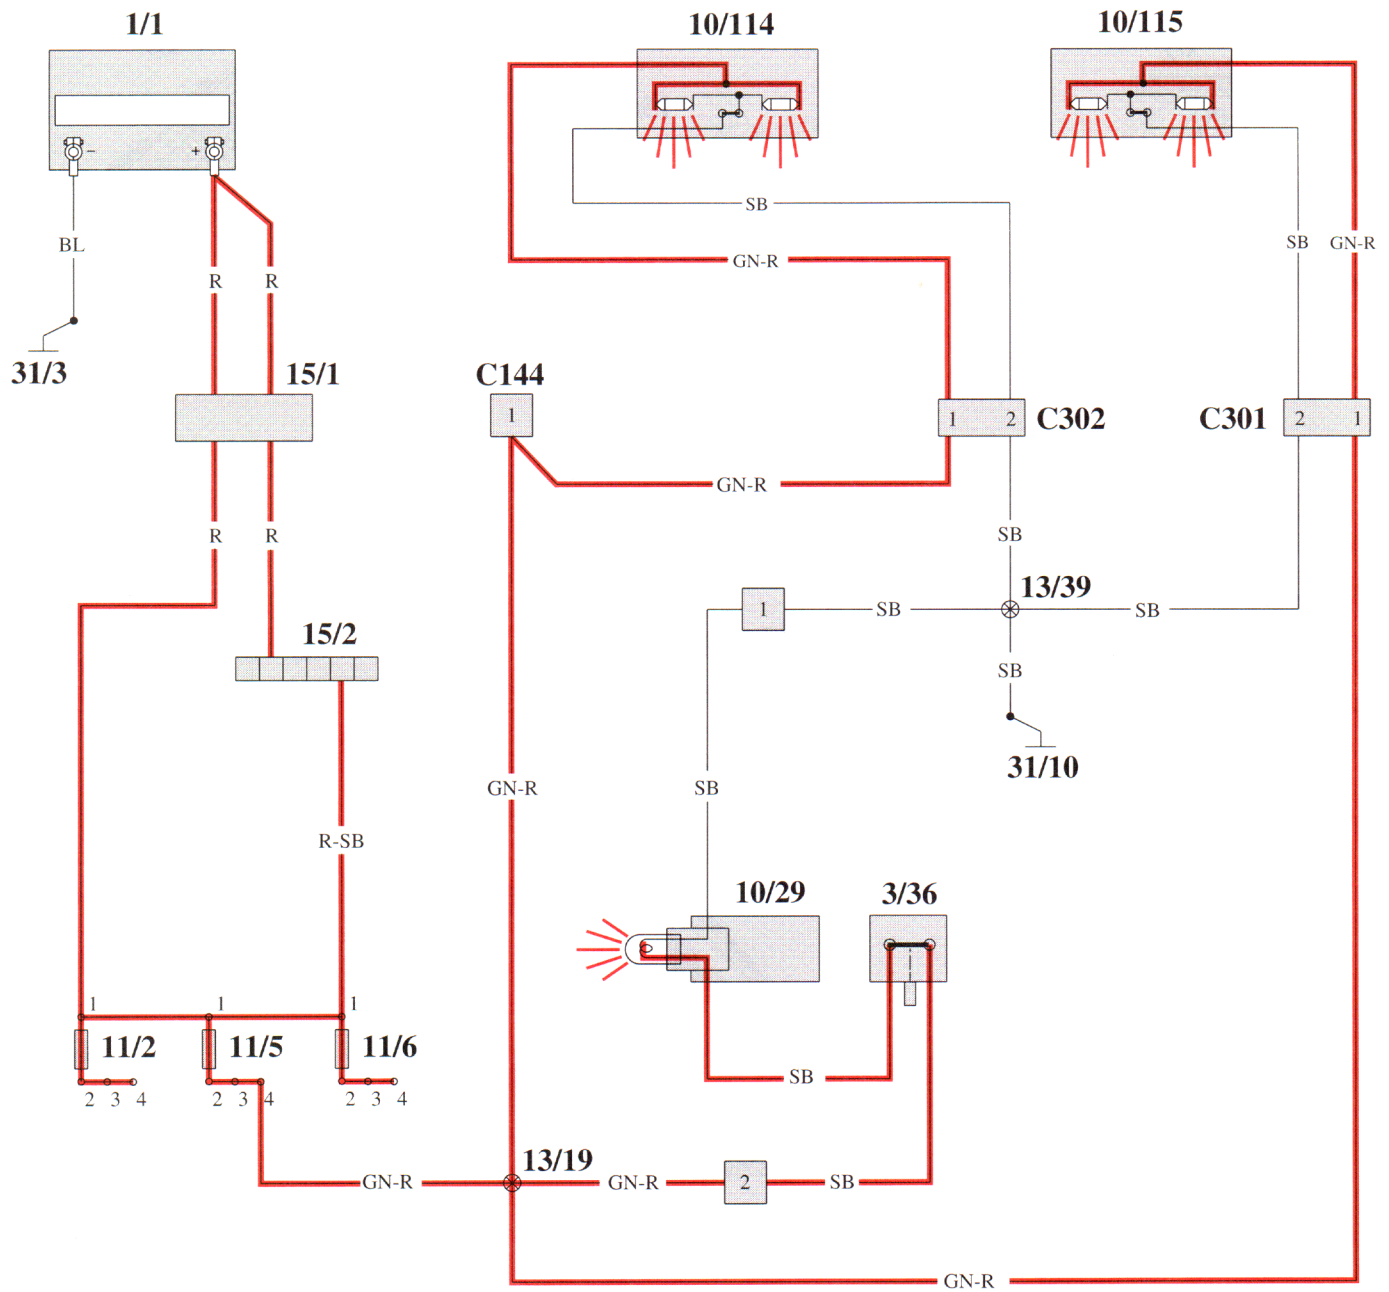 1/1
10/114
10/115
− +
SB
BL
SB GN-R
GN-R
R R
31/3
15/1
C144
1
1 2
C302
C301
2 1
GN-R
R R
SB
13/39
1
SB
SB
15/2
SB
31/10
GN-R
SB
R-SB
10/29
3/36
1 1 1
11/2
11/5
11/6
SB
2 3 4
2 3 4
2 3 4
13/19
GN-R
GN-R
2
SB
GN-R